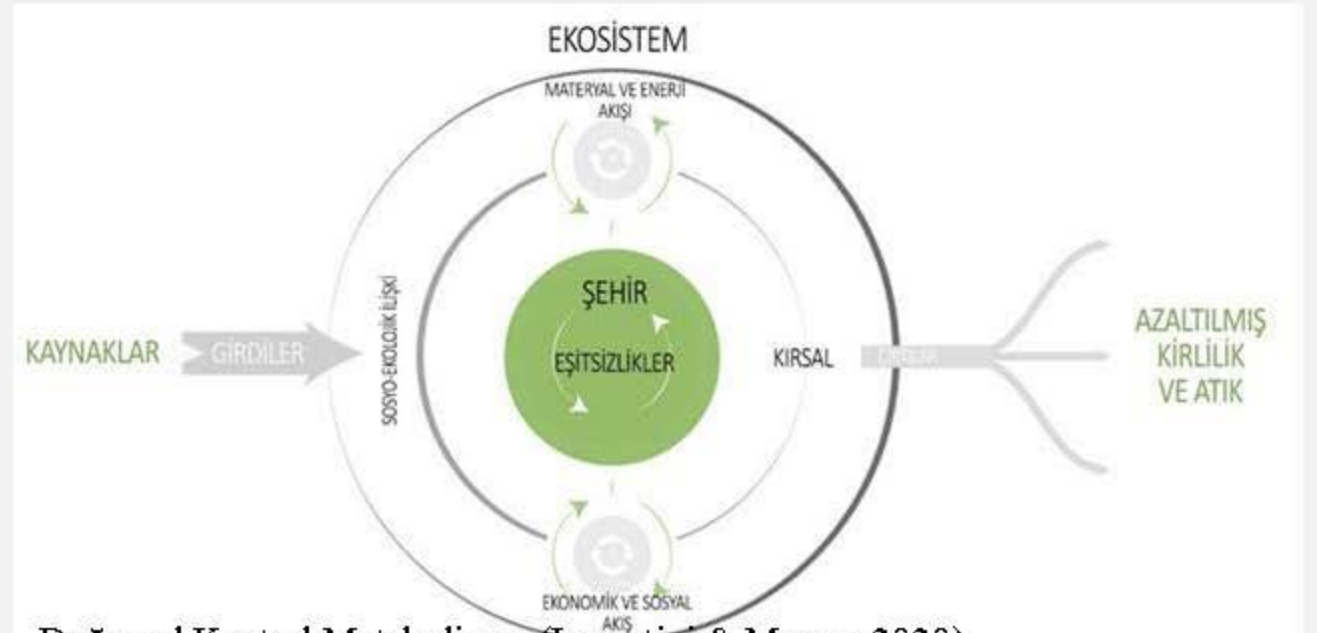 EKOSİSTEM
MATERYAL VE ENERJİ
AKIŞI
ŞEHİR
EŞİTSİZLİKLER
KAYNAKLAR
GİRDİLER
SOSYO-EKOLOJİK İLİŞKİ
KIRSAL
AZALTILMIŞ
KİRLİLİK
VE ATIK
EKONOMİK VE SOSYAL
AKIŞ